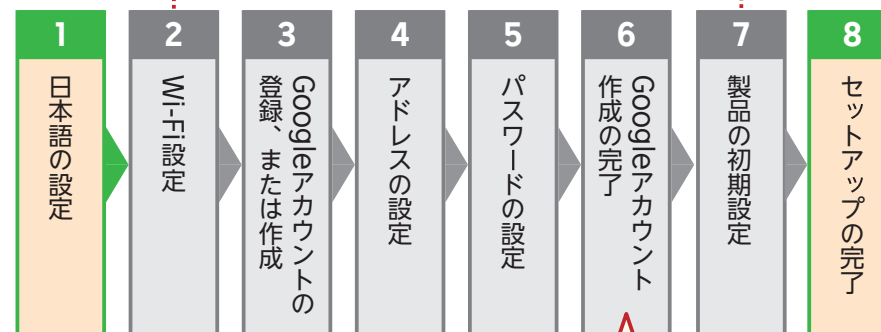 1
日本語の設定
2
Wi-Fi設定
3
Googleアカウントの
登録、または作成
4
アドレスの設定
5
パスワードの設定
6
Googleアカウント
作成の完了
7
製品の初期設定
8
セットアップの完了